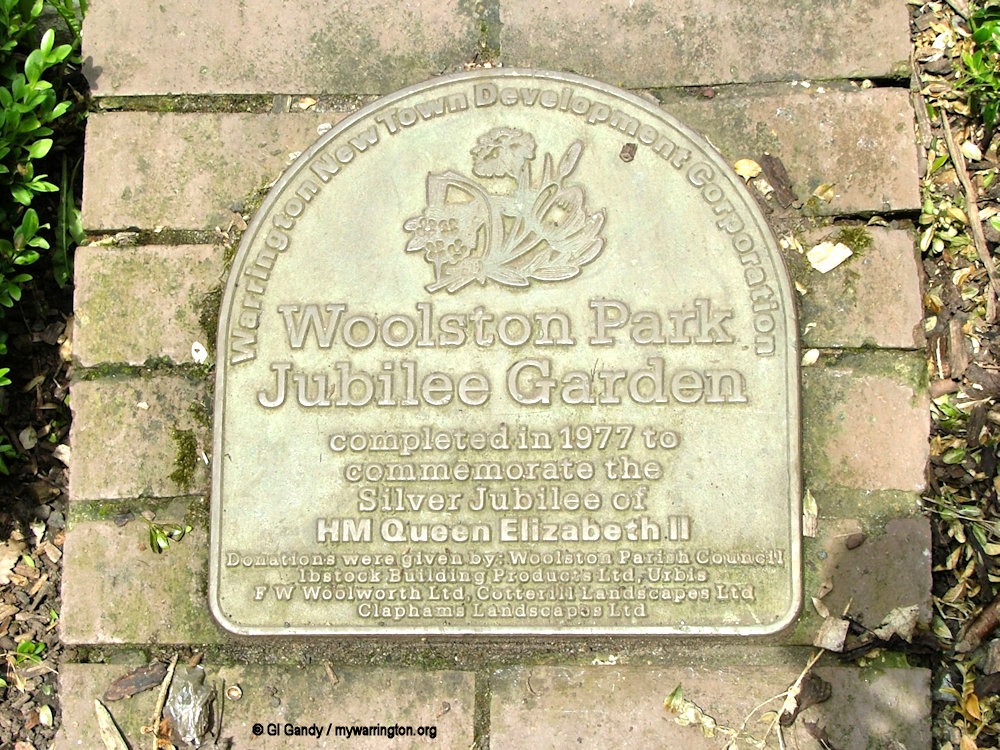 Warrington New Town Development Corporation
Woolston Park
Jubilee Garden
completed in 1977 to
commemorate the
Silver Jubilee of
HM Queen Elizabeth II
Donations were given by: Woolston Parish Council
Ibstock Building Products Ltd, Urbis
F W Woolworth Ltd, Cotterill Landscapes Ltd
Claphams Landscapes Ltd
© GI Gandy / mywarrington.org